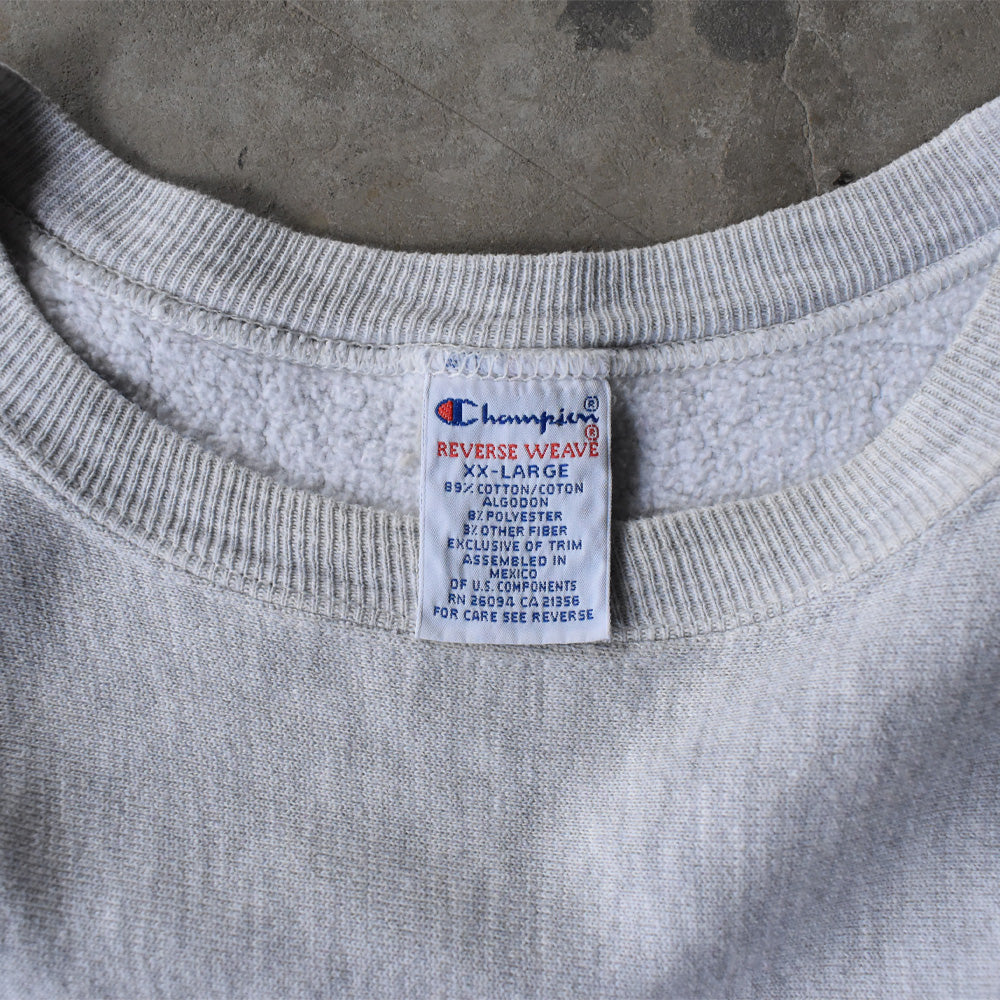 Champion®
REVERSE WEAVE®
XX-LARGE
89% COTTON/COTON
ALGODON
8% POLYESTER
3% OTHER FIBER
EXCLUSIVE OF TRIM
ASSEMBLED IN
MEXICO
OF U.S. COMPONENTS
RN 26094 CA 21356
FOR CARE SEE REVERSE